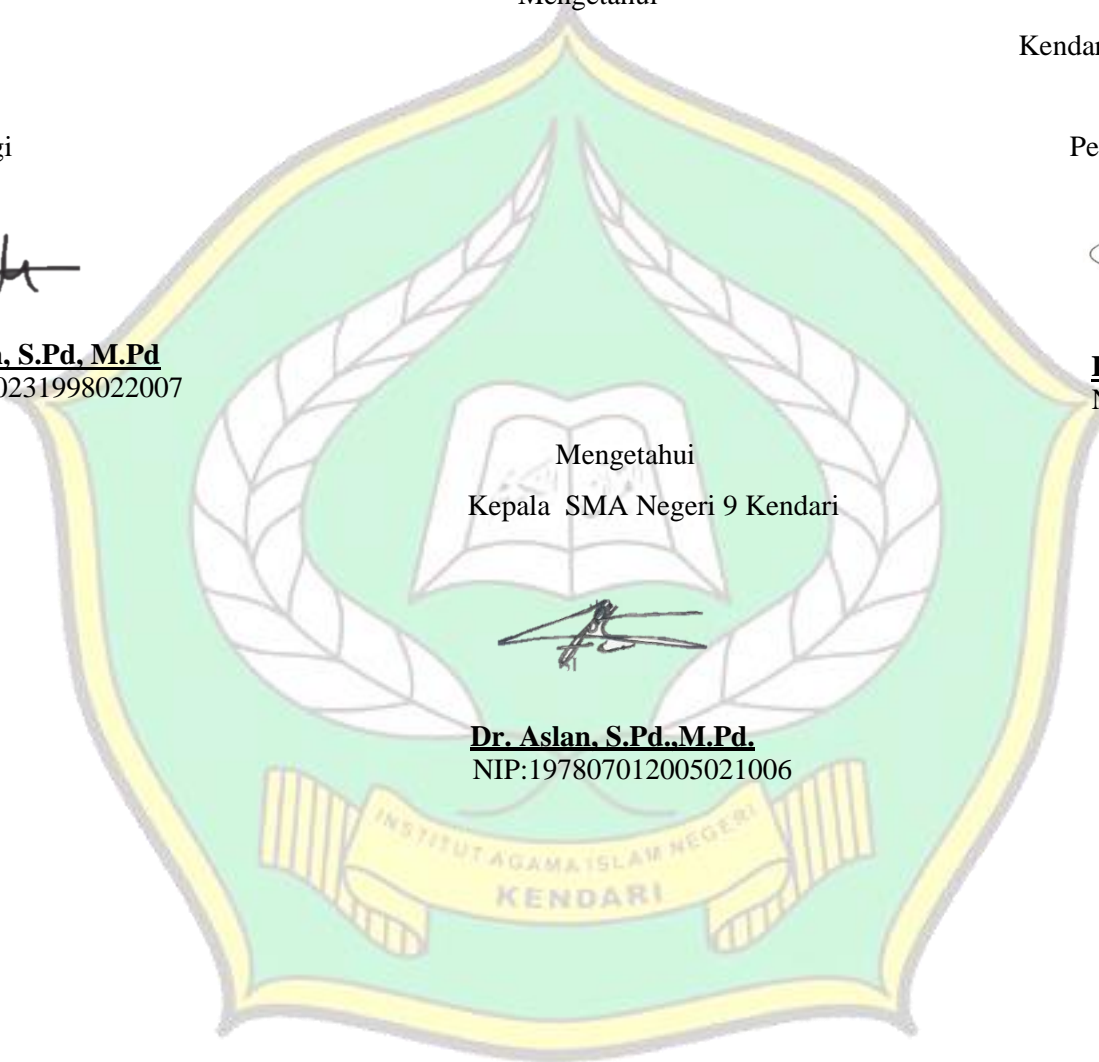 Mengetahui
Kendar
gi
Pe
, S.Pd, M.Pd
0231998022007
Mengetahui
Kepala SMA Negeri 9 Kendari
Dr. Aslan, S.Pd.,M.Pd.
NIP:197807012005021006
INSTITUT AGAMA ISLAM NEGERI
KENDARI